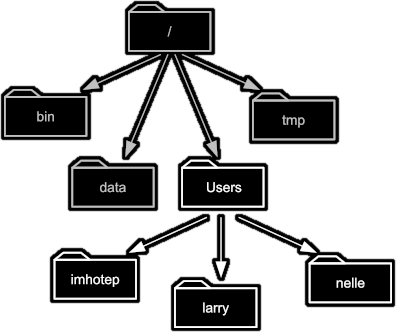 /
bin
tmp
data
Users
imhotep
larry
nelle